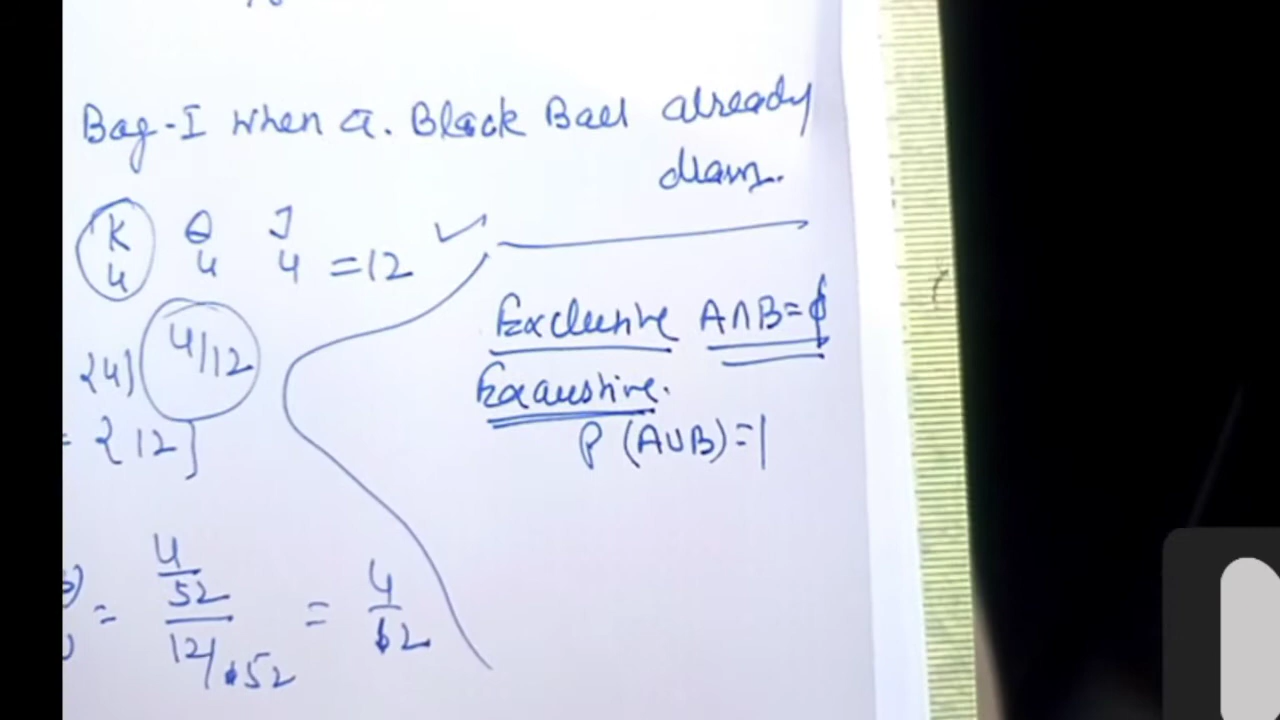 Bag-I when a. Black Ball already
drawn.
K Q J
4 4 4 =12
{4} 4/12
= {12}
Exclusive A∩B=ϕ
Exaustive.
P (A∪B)=1
= 4/52 / 12/52 = 4/12